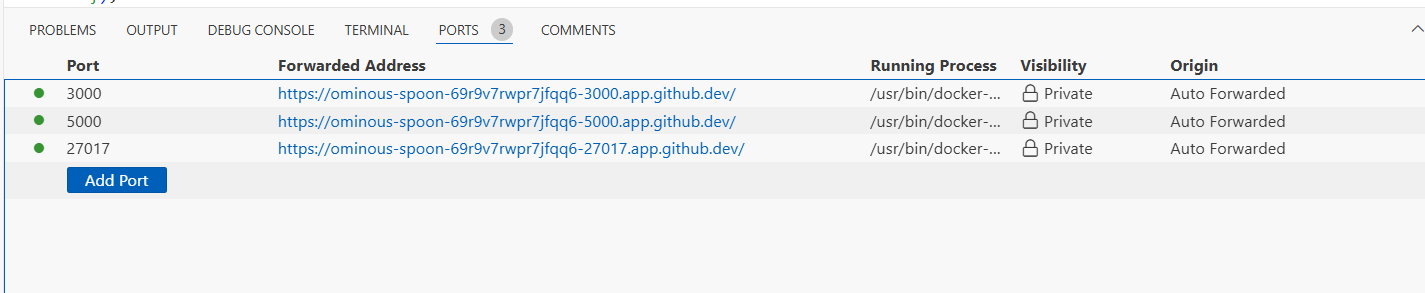 PROBLEMS OUTPUT DEBUG CONSOLE TERMINAL PORTS 3 COMMENTS
Port Forwarded Address Running Process Visibility Origin
3000 https://ominous-spoon-69r9v7rwpr7jfqq6-3000.app.github.dev/ /usr/bin/docker-... Private Auto Forwarded
5000 https://ominous-spoon-69r9v7rwpr7jfqq6-5000.app.github.dev/ /usr/bin/docker-... Private Auto Forwarded
27017 https://ominous-spoon-69r9v7rwpr7jfqq6-27017.app.github.dev/ /usr/bin/docker-... Private Auto Forwarded
Add Port